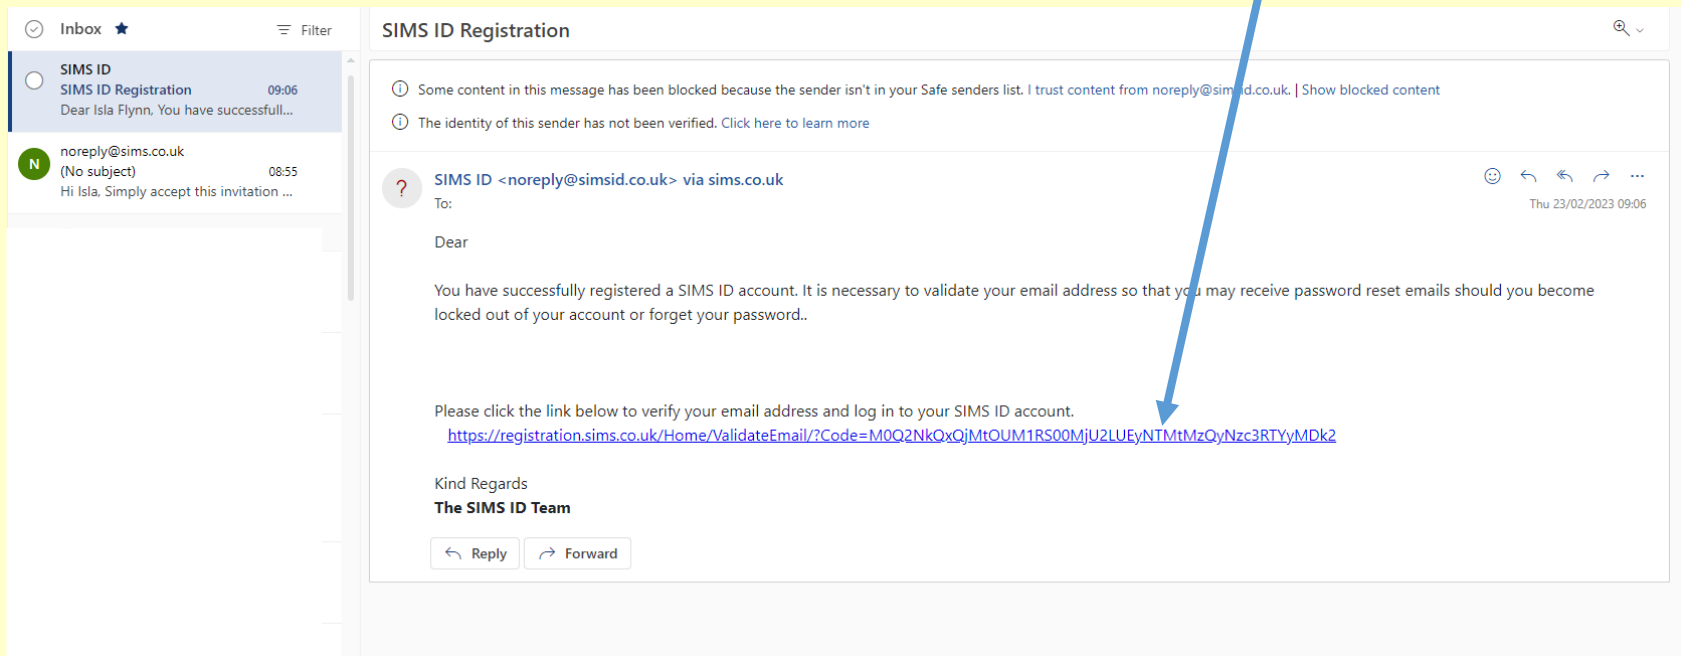 Inbox
Filter
SIMS ID
SIMS ID Registration 09:06
Dear Isla Flynn, You have successfull...
N
noreply@sims.co.uk
(No subject) 08:55
Hi Isla, Simply accept this invitation ...
SIMS ID Registration
Some content in this message has been blocked because the sender isn't in your Safe senders list. I trust content from noreply@simsid.co.uk. | Show blocked content
The identity of this sender has not been verified. Click here to learn more
?
SIMS ID <noreply@simsid.co.uk> via sims.co.uk
To:
Thu 23/02/2023 09:06
Dear
You have successfully registered a SIMS ID account. It is necessary to validate your email address so that you may receive password reset emails should you become
locked out of your account or forget your password..
Please click the link below to verify your email address and log in to your SIMS ID account.
https://registration.sims.co.uk/Home/ValidateEmail/?Code=M0Q2NkQxQjMtOUM1RS00MjU2LUEyNTMtMzQyNzc3RTYyMDk2
Kind Regards
The SIMS ID Team
Reply
Forward